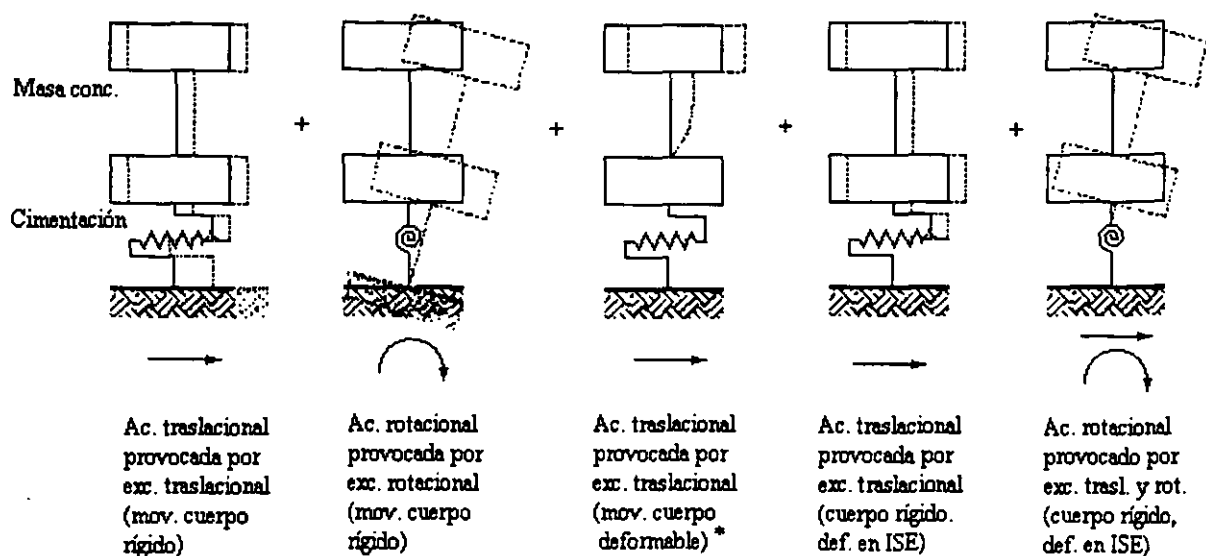 Masa conc.
+
+
+
+
Cimentación
Ac. traslacional
provocada por
exc. traslacional
(mov. cuerpo
rígido)
Ac. rotacional
provocada por
exc. rotacional
(mov. cuerpo
rígido)
Ac. traslacional
provocada por
exc. traslacional
(mov. cuerpo
deformable) *
Ac. traslacional
provocada por
exc. traslacional
(cuerpo rígido.
def. en ISE)
Ac. rotacional
provocado por
exc. trasl. y rot.
(cuerpo rígido,
def. en ISE)